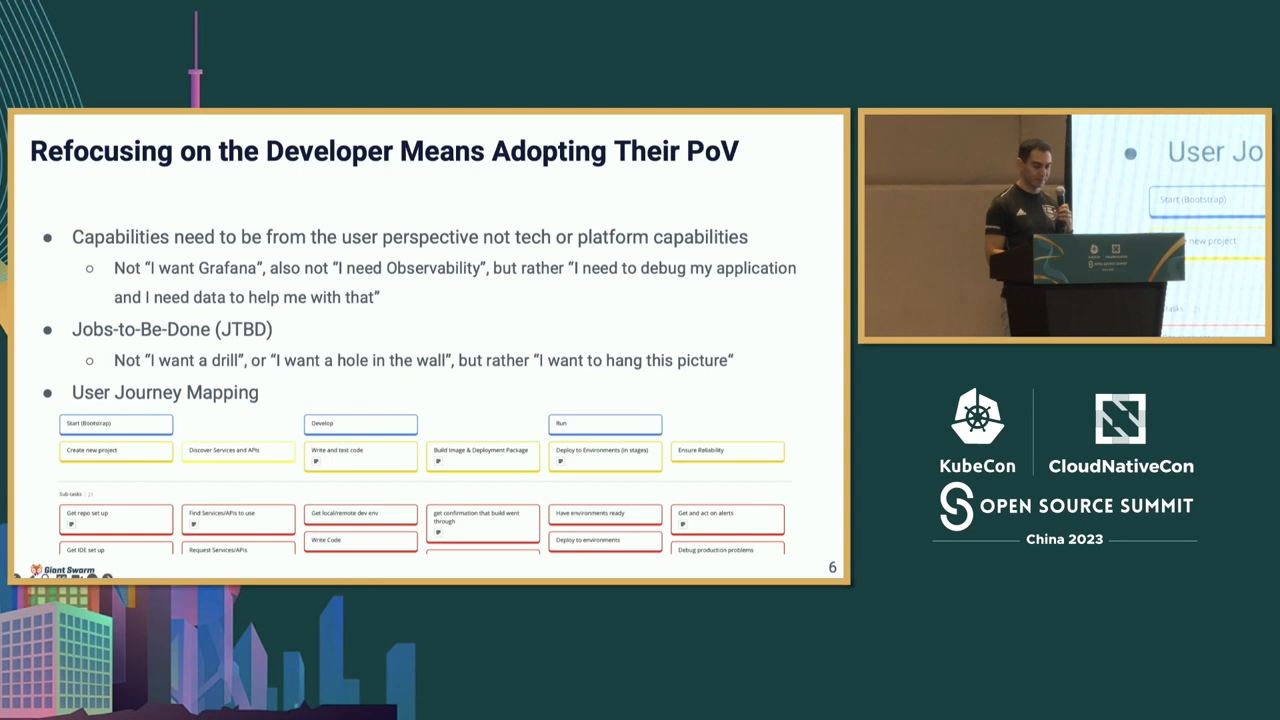 Refocusing on the Developer Means Adopting Their PoV
● Capabilities need to be from the user perspective not tech or platform capabilities
○ Not “I want Grafana”, also not “I need Observability”, but rather “I need to debug my application
and I need data to help me with that”
● Jobs-to-Be-Done (JTBD)
○ Not “I want a drill”, or “I want a hole in the wall”, but rather “I want to hang this picture“
● User Journey Mapping
Start (Bootstrap)
Develop
Run
Create new project
Discover Services and APIs
Write and test code
Build Image & Deployment Package
Deploy to Environments (in stages)
Ensure Reliability
Sub-tasks 21
Get repo set up
Find Services/APIs to use
Get local/remote dev env
get confirmation that build went
through
Have environments ready
Get and act on alerts
Get IDE set up
Request Services/APIs
Write Code
Deploy to environments
Debug production problems
Giant Swarm
6
● User Jo
Start (Bootstrap)
new project
OPEN SOURCE SUMMIT
KubeCon
CloudNativeCon
OPEN SOURCE SUMMIT
China 2023